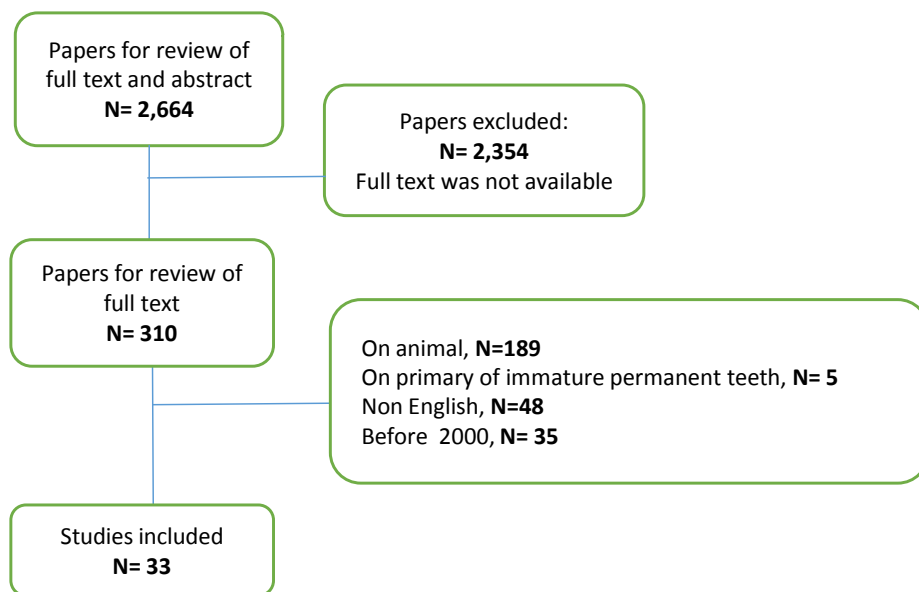 Papers for review of
full text and abstract
N= 2,664
Papers excluded:
N= 2,354
Full text was not available
Papers for review of
full text
N= 310
On animal, N=189
On primary of immature permanent teeth, N= 5
Non English, N=48
Before 2000, N= 35
Studies included
N= 33